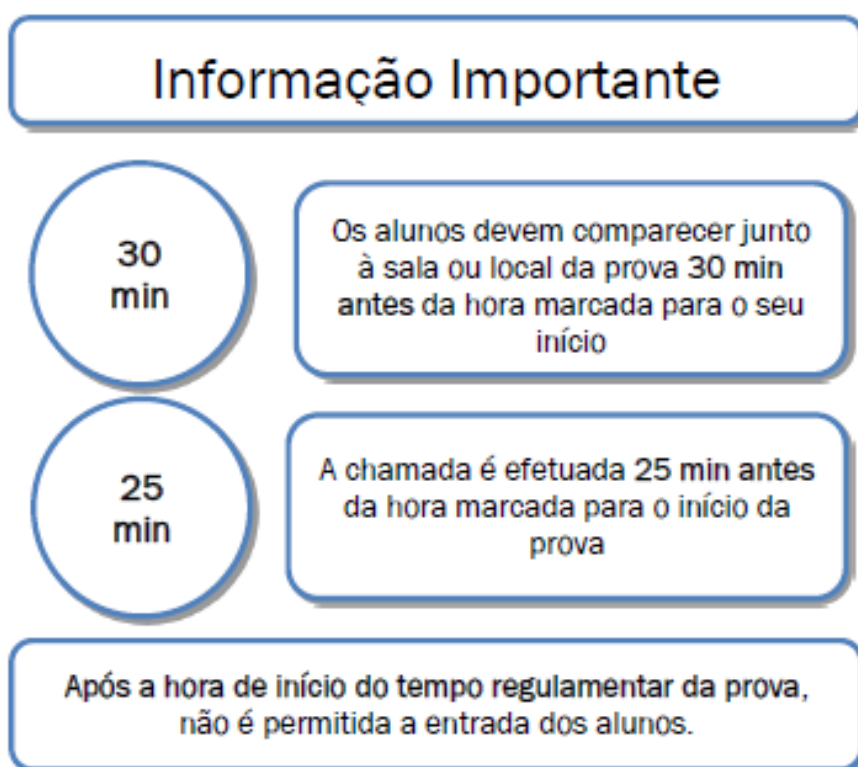 Informação Importante
30
min
Os alunos devem comparecer junto
à sala ou local da prova 30 min
antes da hora marcada para o seu
início
25
min
A chamada é efetuada 25 min antes
da hora marcada para o início da
prova
Após a hora de início do tempo regulamentar da prova,
não é permitida a entrada dos alunos.